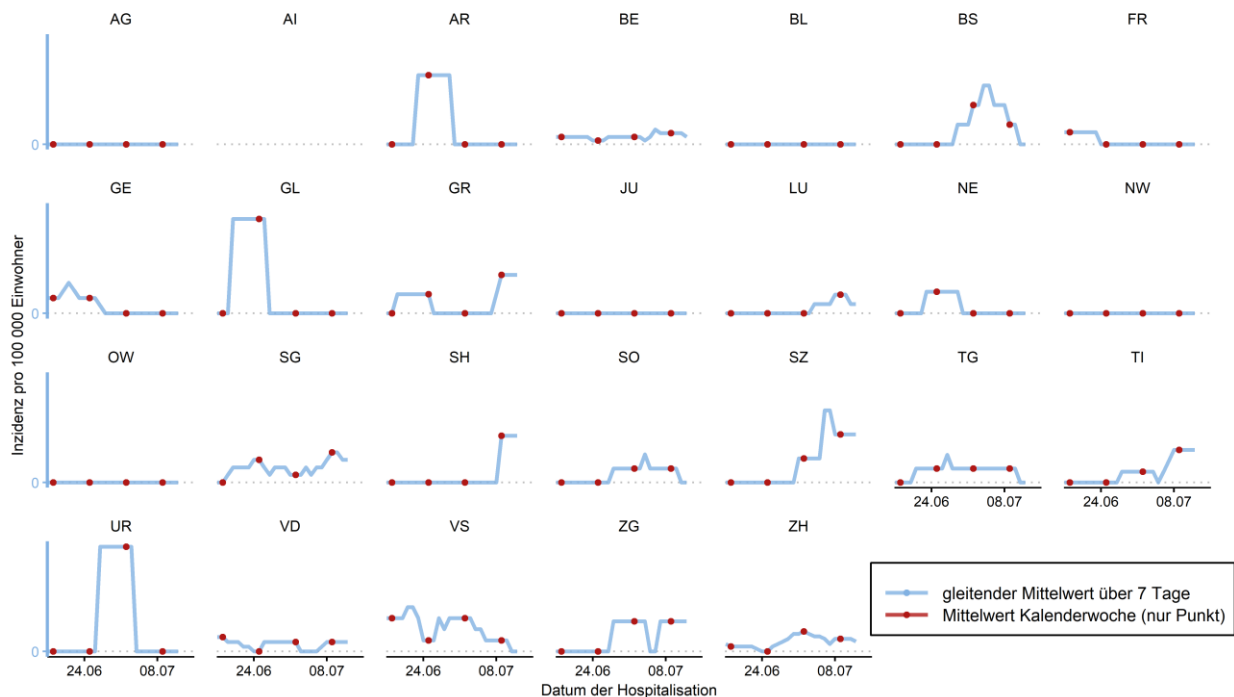 AG AI AR BE BL BS FR
0
GE GL GR JU LU NE NW
0
OW SG SH SO SZ TG TI
0
24.06 08.07 24.06 08.07
UR VD VS ZG ZH
0
24.06 08.07 24.06 08.07 24.06 08.07 24.06 08.07 24.06 08.07
Inzidenz pro 100 000 Einwohner
Datum der Hospitalisation
gleitender Mittelwert über 7 Tage
Mittelwert Kalenderwoche (nur Punkt)